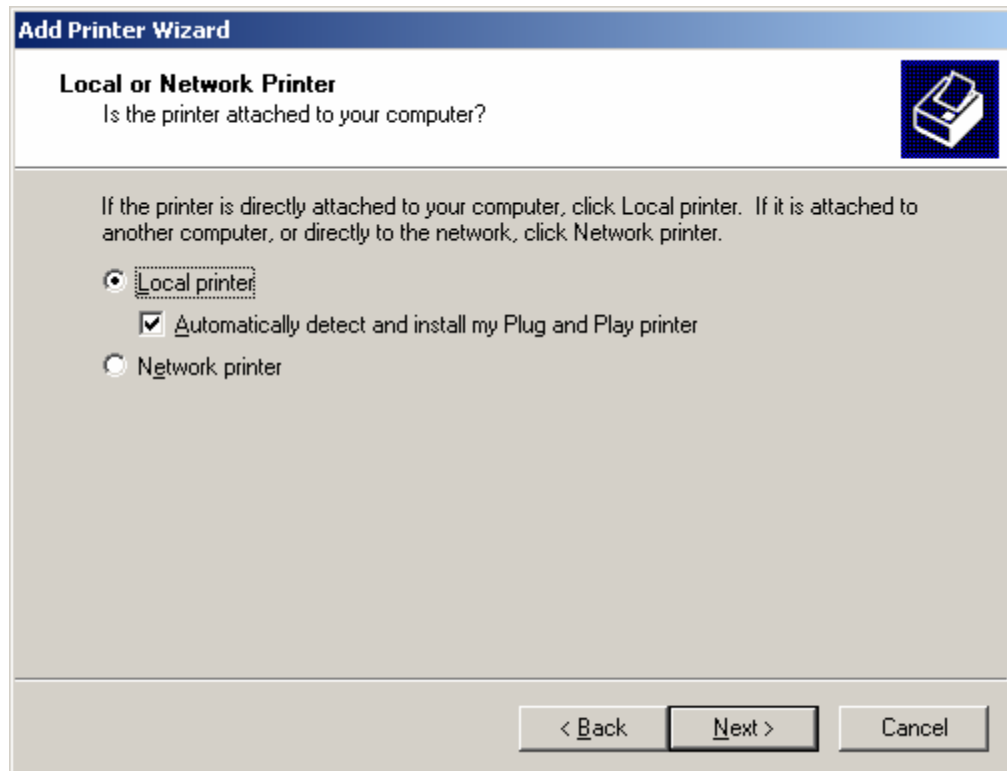 Add Printer Wizard
Local or Network Printer
Is the printer attached to your computer?
If the printer is directly attached to your computer, click Local printer.  If it is attached to
another computer, or directly to the network, click Network printer.
Local printer
Automatically detect and install my Plug and Play printer
Network printer
< Back
Next >
Cancel